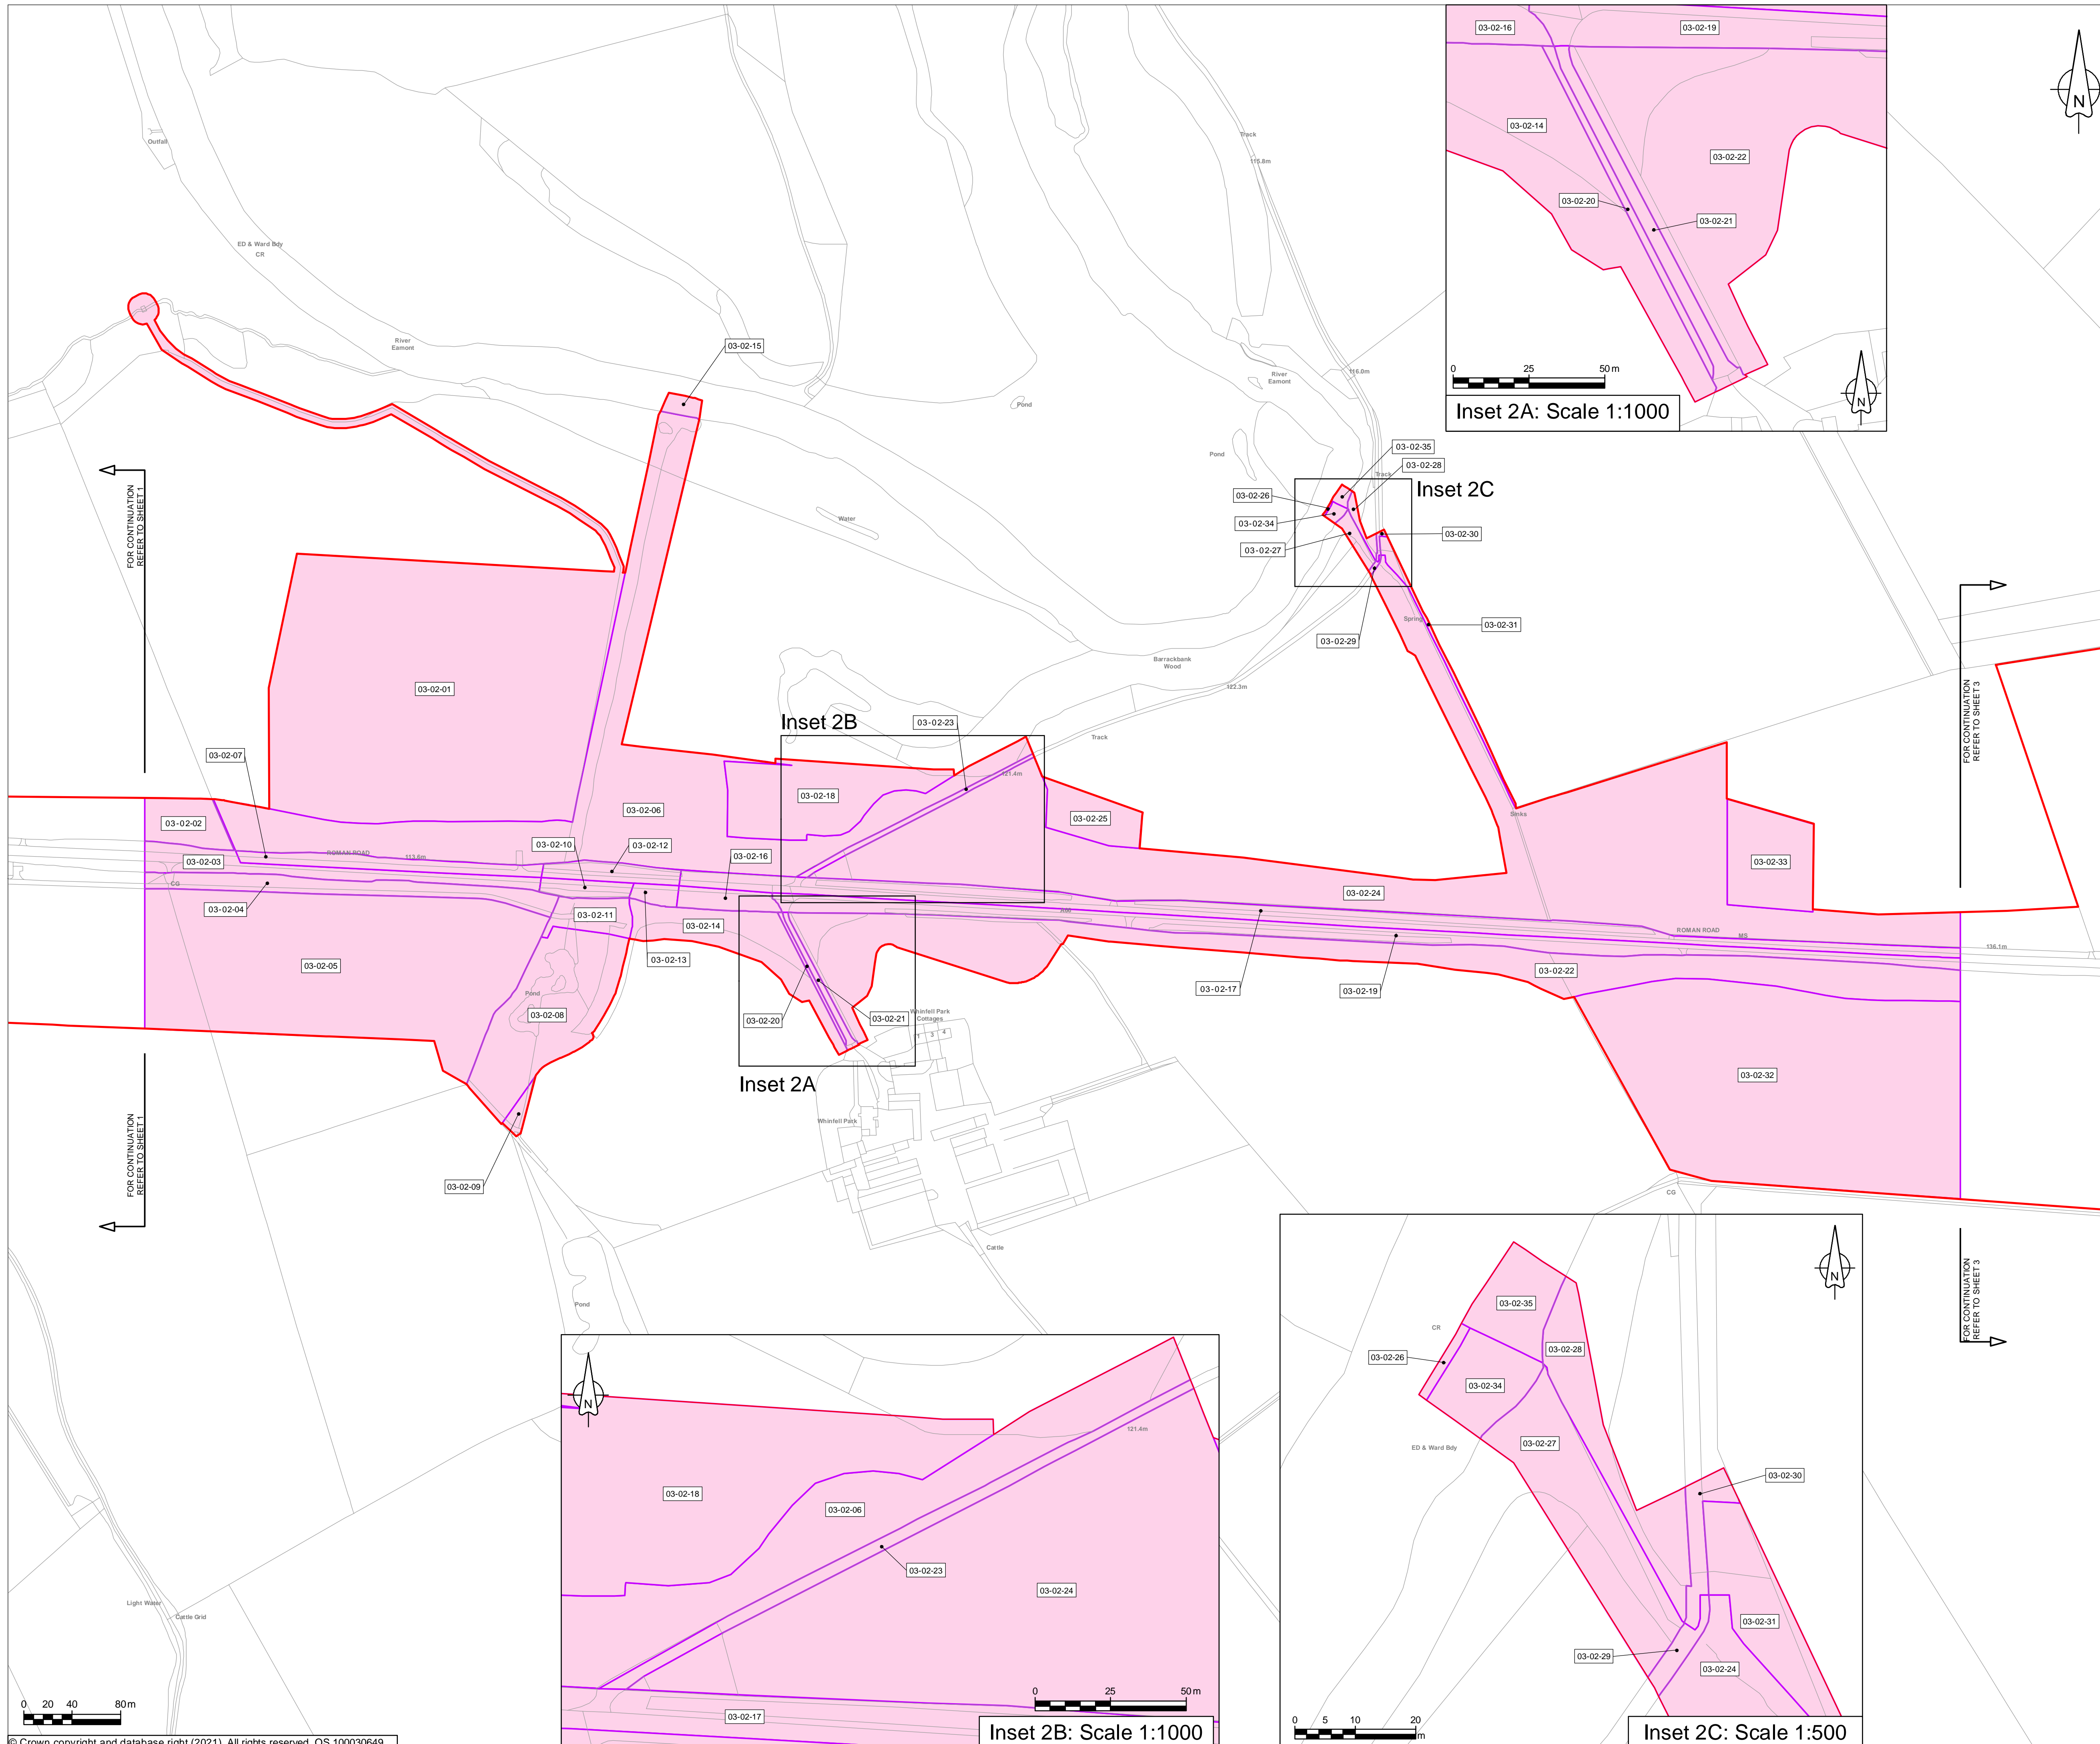 03-02-16
03-02-19
N
03-02-14
03-02-22
03-02-20
03-02-21
0 25 50 m
N
Inset 2A: Scale 1:1000
Outfall
Track
115.8m
ED & Ward Bdy
CR
River
Eamont
03-02-15
River
Eamont
116.0m
Pond
Pond
03-02-35
03-02-28
Track
Inset 2C
03-02-26
03-02-34
03-02-27
03-02-30
FOR CONTINUATION
REFER TO SHEET 1
Water
Spring
03-02-31
03-02-29
Barrackbank
Wood
122.3m
03-02-01
FOR CONTINUATION
REFER TO SHEET 3
Inset 2B
03-02-23
Track
121.4m
03-02-07
03-02-18
03-02-06
03-02-25
Sinks
03-02-02
ROMAN ROAD
113.6m
03-02-10
03-02-12
03-02-16
03-02-03
CG
03-02-04
03-02-33
03-02-24
03-02-11
03-02-14
A66
ROMAN ROAD
MS
136.1m
03-02-05
03-02-13
03-02-17
03-02-19
03-02-22
Pond
03-02-08
03-02-20
03-02-21
Whinfell Park
Cottages
1 3 4
Inset 2A
03-02-32
Whinfell Park
FOR CONTINUATION
REFER TO SHEET 1
03-02-09
CG
Cattle
Pond
FOR CONTINUATION
REFER TO SHEET 3
N
03-02-35
CR
03-02-26
03-02-28
03-02-34
ED & Ward Bdy
03-02-27
03-02-30
03-02-31
03-02-29
03-02-24
0 5 10 20
m
Inset 2C: Scale 1:500
N
121.4m
03-02-18
03-02-06
03-02-23
03-02-24
03-02-17
0 25 50 m
Inset 2B: Scale 1:1000
Light Water
Cattle Grid
0 20 40 80m
© Crown copyright and database right (2021). All rights reserved. OS 100030649